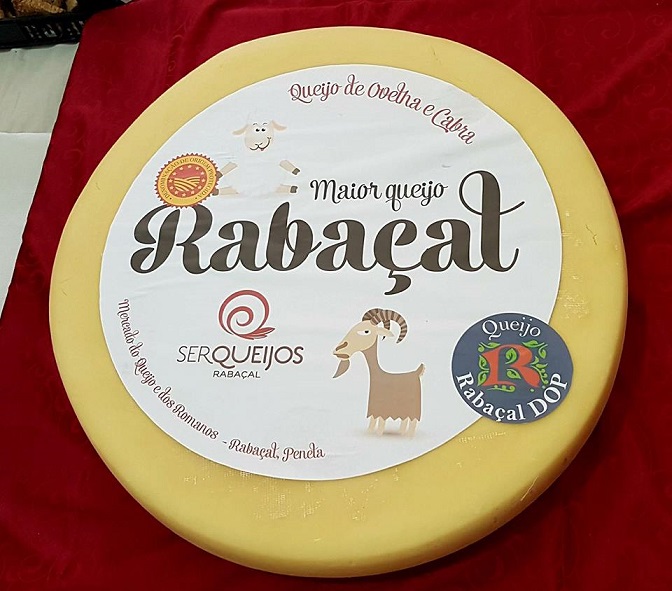 Queijo de Ovelha e Cabra
Maior queijo
Rabaçal
SERQUEIJOS
RABAÇAL
Queijo
R
Rabaçal DOP
Mercado do Queijo e dos Romanos - Rabaçal, Penela